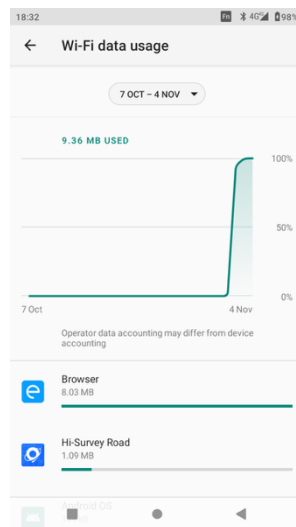 18:32
4G
98%
Wi-Fi data usage
7 OCT – 4 NOV
9.36 MB USED
100%
50%
0%
7 Oct
4 Nov
Operator data accounting may differ from device
accounting
Browser
8.03 MB
Hi-Survey Road
1.09 MB
Android OS